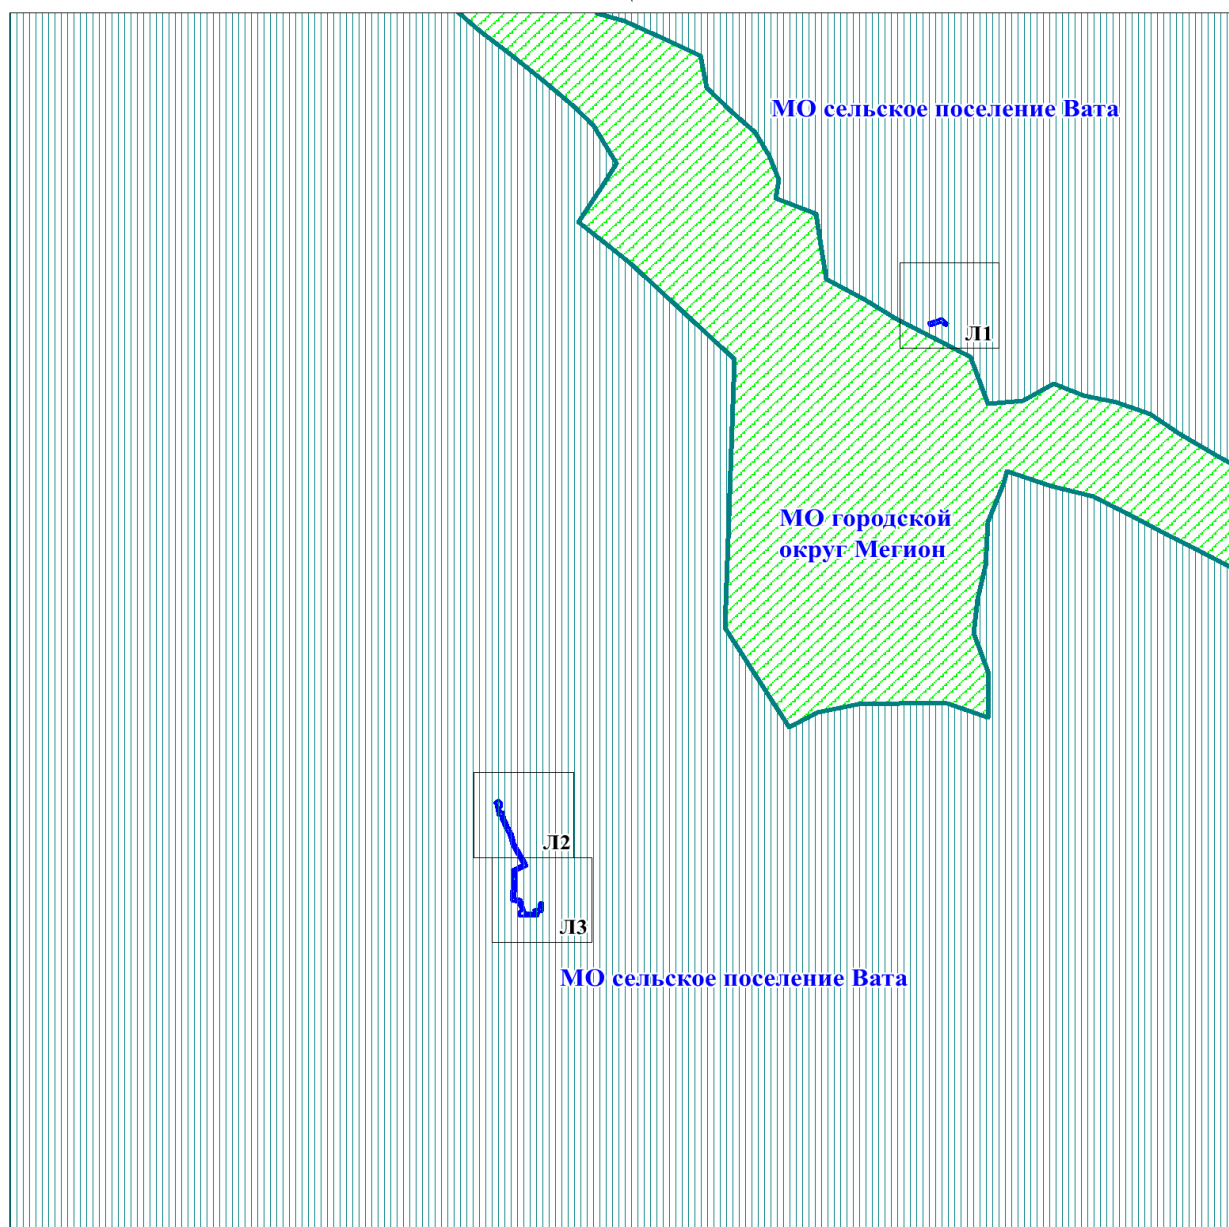 МО сельское поселение Вата
Л1
МО городской
округ Мегион
Л2
Л3
МО сельское поселение Вата